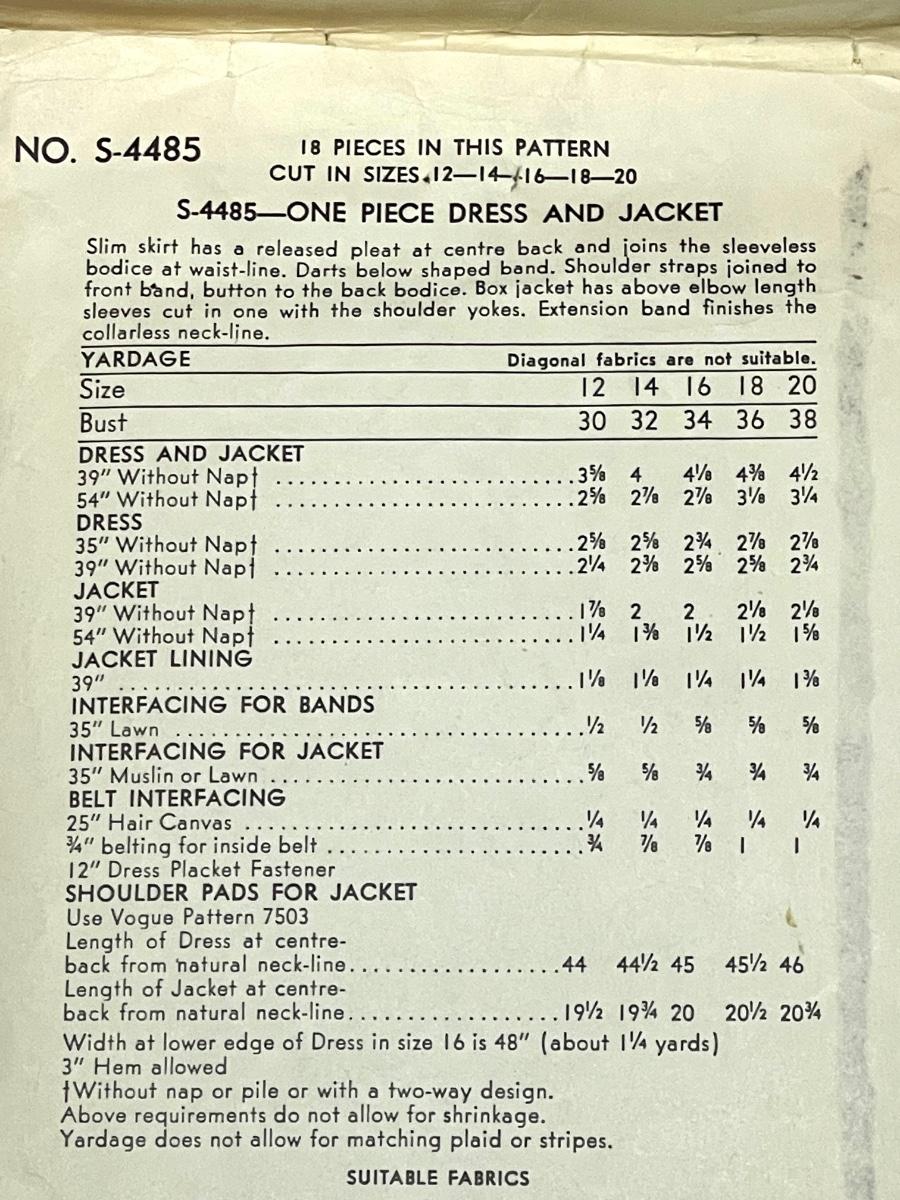 NO. S-4485
18 PIECES IN THIS PATTERN
CUT IN SIZES 12—14—16—18—20
S-4485—ONE PIECE DRESS AND JACKET
Slim skirt has a released pleat at centre back and joins the sleeveless
bodice at waist-line. Darts below shaped band. Shoulder straps joined to
front band, button to the back bodice. Box jacket has above elbow length
sleeves cut in one with the shoulder yokes. Extension band finishes the
collarless neck-line.
YARDAGE Diagonal fabrics are not suitable.
Size 12 14 16 18 20
Bust 30 32 34 36 38
DRESS AND JACKET
39" Without Nap† ..............................3⅝ 4 4⅛ 4⅜ 4½
54" Without Nap† ..............................2⅝ 2⅞ 2⅞ 3⅛ 3¼
DRESS
35" Without Nap† ..............................2⅝ 2⅝ 2¾ 2⅞ 2⅞
39" Without Nap† ..............................2¼ 2⅜ 2⅝ 2⅝ 2¾
JACKET
39" Without Nap† ..............................1⅞ 2 2 2⅛ 2⅛
54" Without Nap† ..............................1¼ 1⅜ 1½ 1½ 1⅝
JACKET LINING
39" ..............................1⅛ 1⅛ 1¼ 1¼ 1⅜
INTERFACING FOR BANDS
35" Lawn ..............................½ ½ ⅝ ⅝ ⅝
INTERFACING FOR JACKET
35" Muslin or Lawn ..............................⅝ ⅝ ¾ ¾ ¾
BELT INTERFACING
25" Hair Canvas ..............................¼ ¼ ¼ ¼ ¼
¾" belting for inside belt ..............................¾ ⅞ ⅞ 1 1
12" Dress Placket Fastener
SHOULDER PADS FOR JACKET
Use Vogue Pattern 7503
Length of Dress at centre-
back from natural neck-line....................44 44½ 45 45½ 46
Length of Jacket at centre-
back from natural neck-line....................19½ 19¾ 20 20½ 20¾
Width at lower edge of Dress in size 16 is 48" (about 1¼ yards)
3" Hem allowed
†Without nap or pile or with a two-way design.
Above requirements do not allow for shrinkage.
Yardage does not allow for matching plaid or stripes.
SUITABLE FABRICS